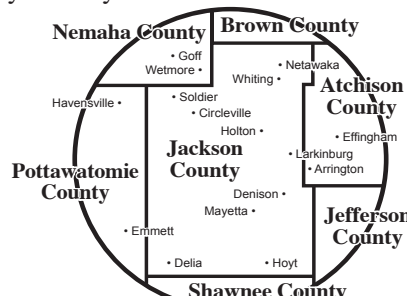 Brown County
Nemaha County
• Goff
Wetmore •
• Netawaka
Whiting •
Atchison
County
Havensville •
• Soldier
• Circleville
Holton •
• Effingham
Jackson
County
• Larkinburg
• Arrington
Pottawatomie
County
Denison •
Mayetta •
Jefferson
County
• Emmett
• Delia
• Hoyt
Shawnee County